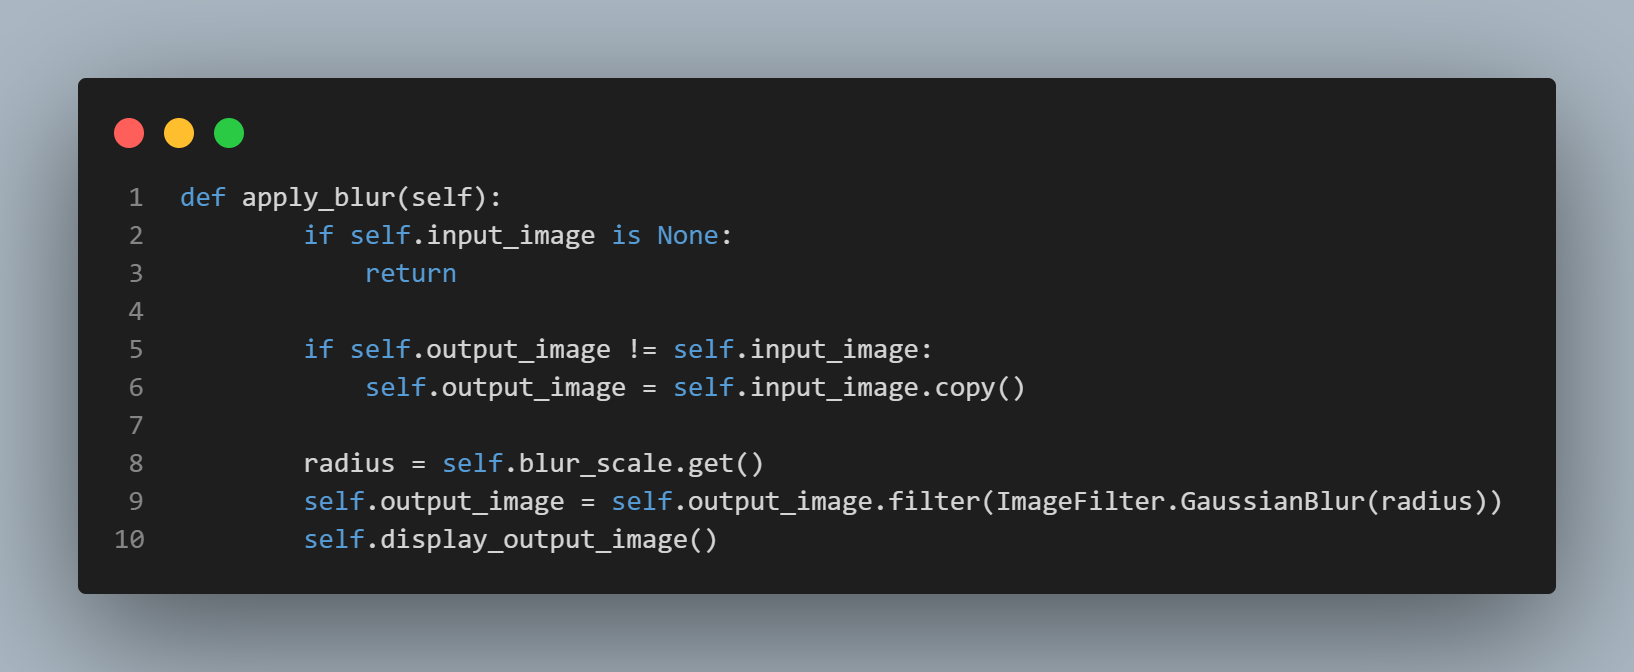 1 def apply_blur(self):
2         if self.input_image is None:
3             return
4
5         if self.output_image != self.input_image:
6             self.output_image = self.input_image.copy()
7
8         radius = self.blur_scale.get()
9         self.output_image = self.output_image.filter(ImageFilter.GaussianBlur(radius))
10         self.display_output_image()